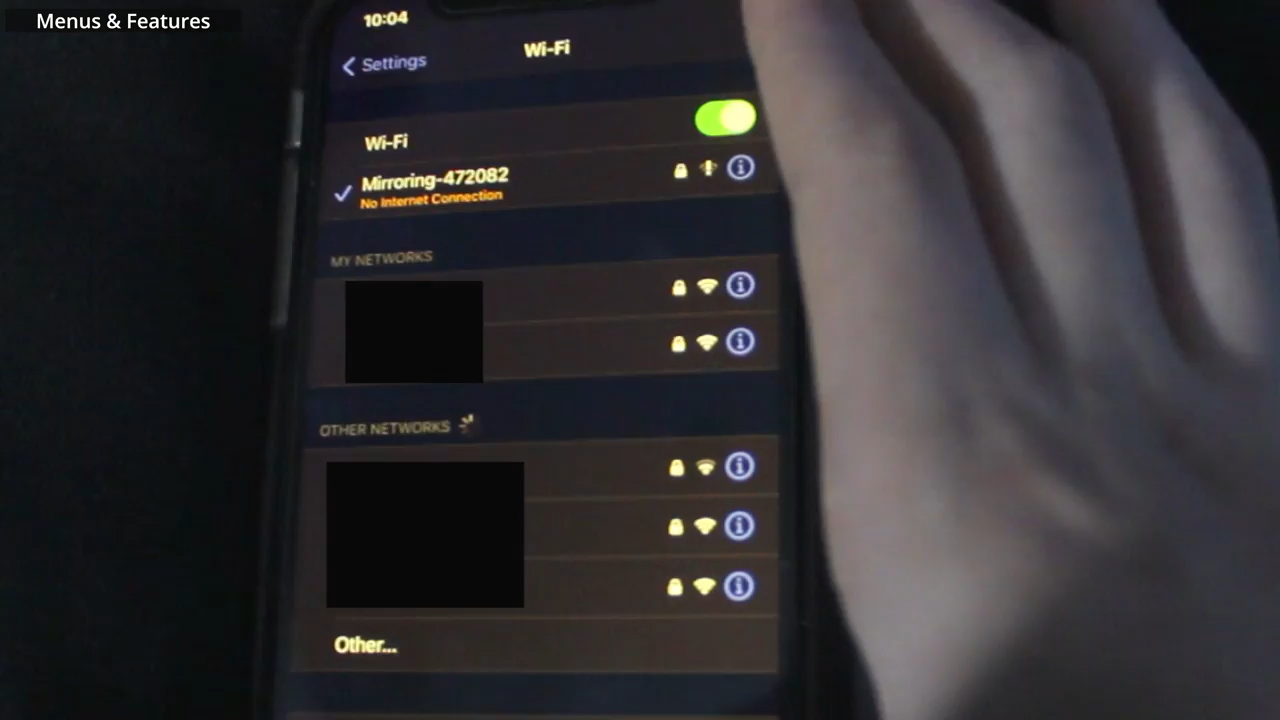 Menus & Features
10:04
Settings
Wi-Fi
Wi-Fi
Mirroring-472082
No Internet Connection
MY NETWORKS
OTHER NETWORKS
Other...